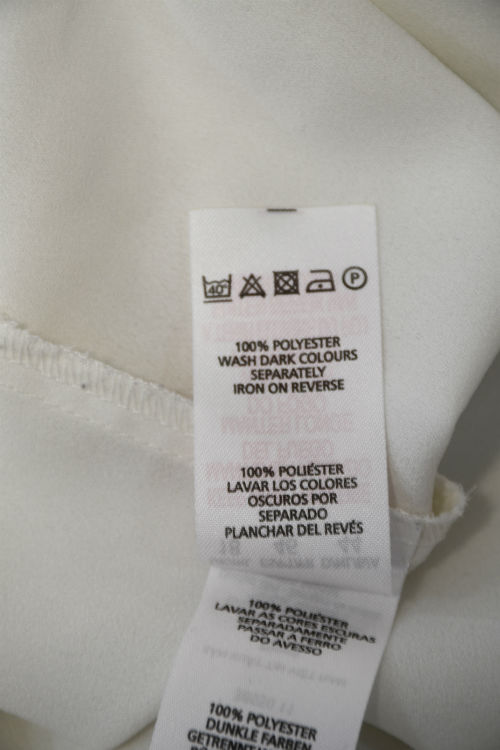 40°
P
100% POLYESTER
WASH DARK COLOURS
SEPARATELY
IRON ON REVERSE
100% POLIÉSTER
LAVAR LOS COLORES
OSCUROS POR
SEPARADO
PLANCHAR DEL REVÉS
100% POLIÉSTER
LAVAR AS CORES ESCURAS
SEPARADAMENTE
PASSAR A FERRO
DO AVESSO
100% POLYESTER
DUNKLE FARBEN